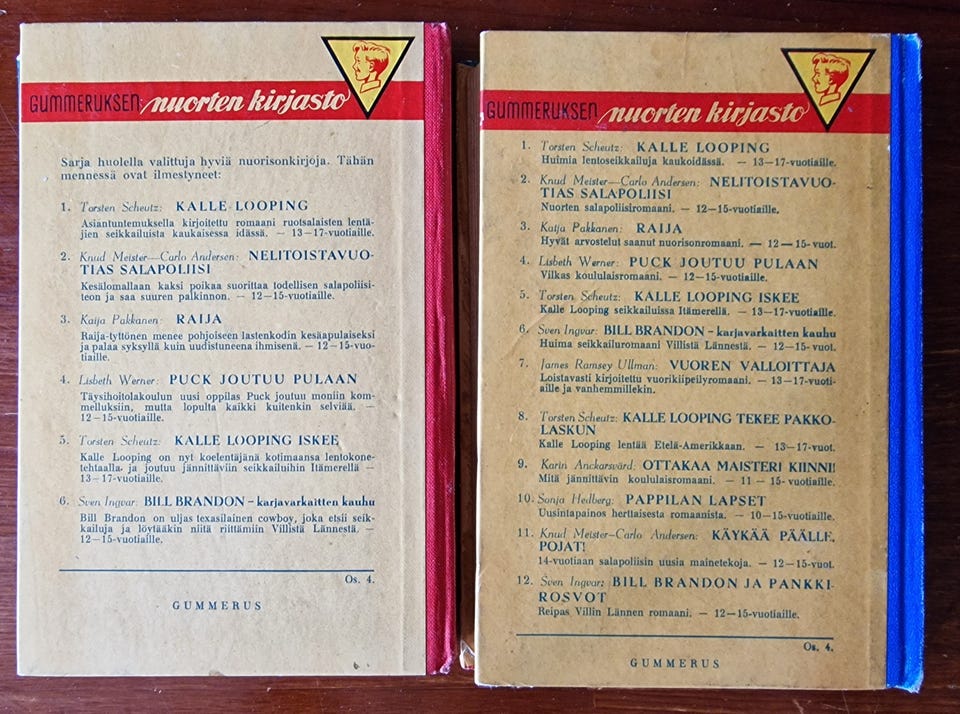 GUMMERUKSEN nuorten kirjasto
Sarja huolella valittuja hyviä nuorisonkirjoja. Tähän
mennessä ovat ilmestyneet:
1. Torsten Scheutz: KALLE LOOPING
Asiantuntemuksella kirjoitettu romaani ruotsalaisten lentä-
jien seikkailuista kaukaisessa idässä. — 13—17-vuotiaille.
2. Knud Meister—Carlo Andersen: NELITOISTAVUO-
TIAS SALAPOLIISI
Kesälomallaan kaksi poikaa suorittaa todellisen salapoliisi-
teon ja saa suuren palkinnon. — 12—15-vuotiaille.
3. Kaija Pakkanen: RAIJA
Raija-tyttönen menee pohjoiseen lastenkodin kesäapulaiseksi
ja palaa syksyllä kuin uudistuneena ihmisenä. — 12—15-vuo-
tiaille.
4. Lisbeth Werner: PUCK JOUTUU PULAAN
Täysihoitolakoulun uusi oppilas Puck joutuu moniin kom-
melluksiin, mutta lopulta kaikki kuitenkin selviää. —
12—15-vuotiaille.
5. Torsten Scheutz: KALLE LOOPING ISKEE
Kalle Looping on nyt koelentäjänä kotimaansa lentokone-
tehtaalla ja joutuu jännittäviin seikkailuihin Itämerellä —
13—17-vuotiaille.
6. Sven Ingvar: BILL BRANDON – karjavarkaitten kauhu
Bill Brandon on uljas texasilainen cowboy, joka etsii seik-
kailuja ja löytääkin niitä riittämiin Villistä Lännestä. —
12—15-vuotiaille.
Os. 4.
GUMMERUS
GUMMERUKSEN nuorten kirjasto
1. Torsten Scheutz: KALLE LOOPING
Huimia lentoseikkailuja kaukoidässä. — 13—17-vuotiaille.
2. Knud Meister—Carlo Andersen: NELITOISTAVUO-
TIAS SALAPOLIISI
Nuorten salapoliisiromaani. — 12—15-vuotiaille.
3. Kaija Pakkanen: RAIJA
Hyvät arvostelut saanut nuorisonromaani. — 12—15-vuot.
4. Lisbeth Werner: PUCK JOUTUU PULAAN
Vilkas koululaisromaani. — 12—15-vuotiaille.
5. Torsten Scheutz: KALLE LOOPING ISKEE
Kalle Looping seikkailuissa Itämerellä. — 13—17-vuotiaille.
6. Sven Ingvar: BILL BRANDON – karjavarkaitten kauhu
Huima seikkailuromaani Villistä Lännestä. — 12—15-vuot.
7. James Ramsey Ullman: VUOREN VALLOITTAJA
Loistavasti kirjoitettu vuorikiipeilyromaani. — 13—17-vuoti-
aille ja vanhemmillekin.
8. Torsten Scheutz: KALLE LOOPING TEKEE PAKKO-
LASKUN
Kalle Looping lentää Etelä-Amerikkaan. — 13—17-vuot.
9. Karin Anckarsvärd: OTTAKAA MAISTERI KIINNI!
Mitä jännittävin koululaisromaani. — 11—15-vuotiaille.
10. Sonja Hedberg: PAPPILAN LAPSET
Uusintapainos herttaisesta romaanista. — 10—15-vuotiaille.
11. Knud Meister—Carlo Andersen: KÄYKÄÄ PÄÄLLE,
POJAT!
14-vuotiaan salapoliisin uusia mainetekoja. — 12—15-vuot.
12. Sven Ingvar: BILL BRANDON JA PANKKI-
ROSVOT
Reipas Villin Lännen romaani. — 12—15-vuotiaille.
Os. 4.
GUMMERUS